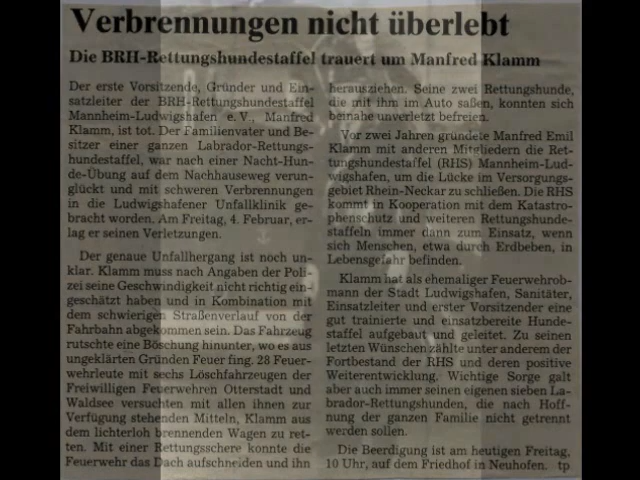 Verbrennungen nicht überlebt
Die BRH-Rettungshundestaffel trauert um Manfred Klamm
Der erste Vorsitzende, Gründer und Ein-
satzleiter der BRH-Rettungshundestaffel
Mannheim-Ludwigshafen e.V., Manfred
Klamm, ist tot. Der Familienvater und Be-
sitzer einer ganzen Labrador-Rettungs-
hundestaffel, war nach einer Nacht-Hun-
de-Übung auf dem Nachhauseweg verun-
glückt und mit schweren Verbrennungen
in die Ludwigshafener Unfallklinik ge-
bracht worden. Am Freitag, 4. Februar, er-
lag er seinen Verletzungen.
Der genaue Unfallhergang ist noch un-
klar. Klamm muss nach Angaben der Poli-
zei seine Geschwindigkeit nicht richtig ein-
geschätzt haben und in Kombination mit
dem schwierigen Straßenverlauf von der
Fahrbahn abgekommen sein. Das Fahrzeug
rutschte eine Böschung hinunter, wo es aus
ungeklärten Gründen Feuer fing. 28 Feuer-
wehrleute mit sechs Löschfahrzeugen der
Freiwilligen Feuerwehren Otterstadt und
Waldsee versuchten mit allen ihnen zur
Verfügung stehenden Mitteln, Klamm aus
dem lichterloh brennenden Wagen zu ret-
ten. Mit einer Rettungsschere konnte die
Feuerwehr das Dach aufschneiden und ihn
herausziehen. Seine zwei Rettungshunde,
die mit ihm im Auto saßen, konnten sich
beinahe unverletzt befreien.
Vor zwei Jahren gründete Manfred Emil
Klamm mit anderen Mitgliedern die Ret-
tungshundestaffel (RHS) Mannheim-Lud-
wigshafen, um die Lücke im Versorgungs-
gebiet Rhein-Neckar zu schließen. Die RHS
kommt in Kooperation mit dem Katastro-
phenschutz und weiteren Rettungshunde-
staffeln immer dann zum Einsatz, wenn
sich Menschen, etwa durch Erdbeben, in
Lebensgefahr befinden.
Klamm hat als ehemaliger Feuerwehrob-
mann der Stadt Ludwigshafen, Sanitäter,
Einsatzleiter und erster Vorsitzender eine
gut trainierte und einsatzbereite Hunde-
staffel aufgebaut und geleitet. Zu seinen
letzten Wünschen zählte unter anderem der
Fortbestand der RHS und deren positive
Weiterentwicklung. Wichtige Sorge galt
aber auch immer seinen eigenen sieben La-
brador-Rettungshunden, die nach Hoff-
nung der ganzen Familie nicht getrennt
werden sollen.
Die Beerdigung ist am heutigen Freitag,
10 Uhr, auf dem Friedhof in Neuhofen. tp